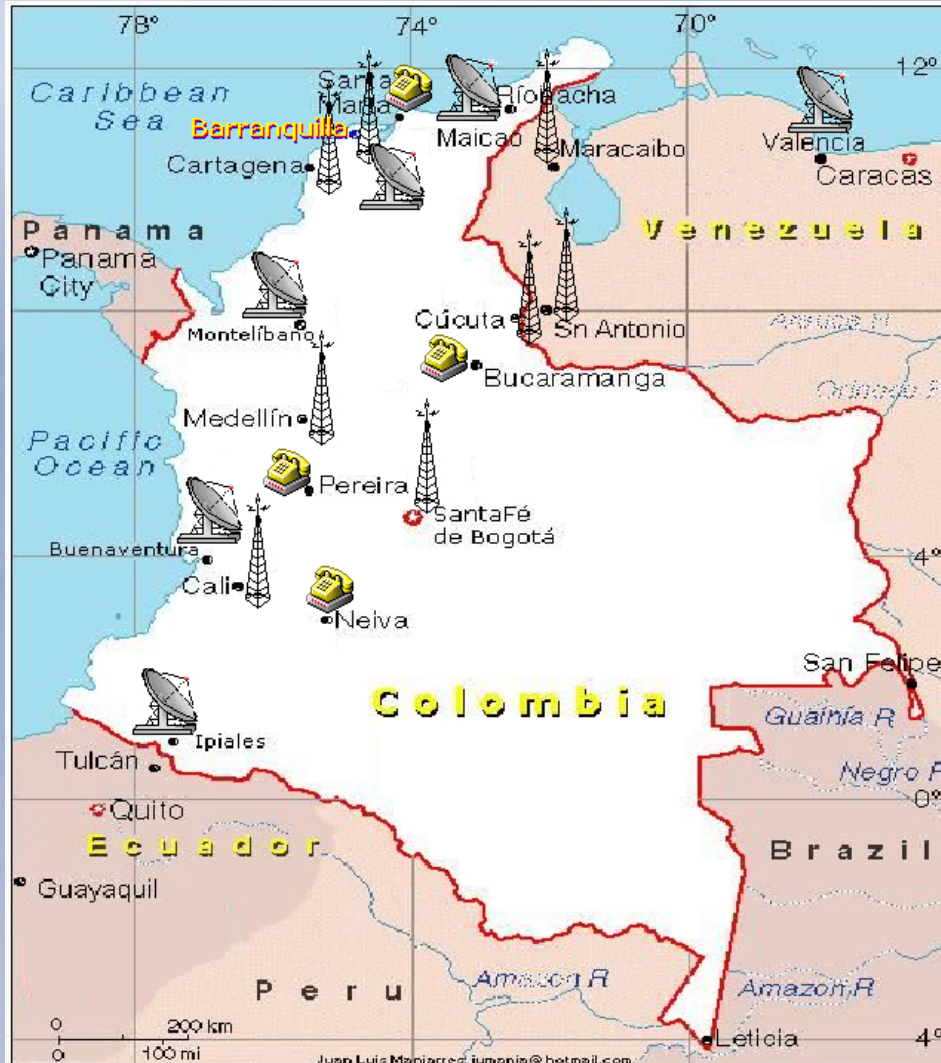 78° 74° 70°
12°
Caribbean
Sea
Santa
Marta
Ríohacha
Barranquilla
Maicao
Valencia
Maracaibo
Cartagena
Caracas
Panama
Venezuela
Panama
City
Cúcuta
Sn Antonio
Montelíbano
Bucaramanga
Medellín
Pacific
Ocean
Pereira
SantaFé
de Bogotá
Buenaventura
4°
Cali
Neiva
San Felipe
Colombia
Guainía R
Ipiales
Tulcán
Negro R
Quito
0°
Ecuador
Brazil
Guayaquil
Peru
Amazon R
Amazon R
0 200 km
0 100 mi
Leticia
4°